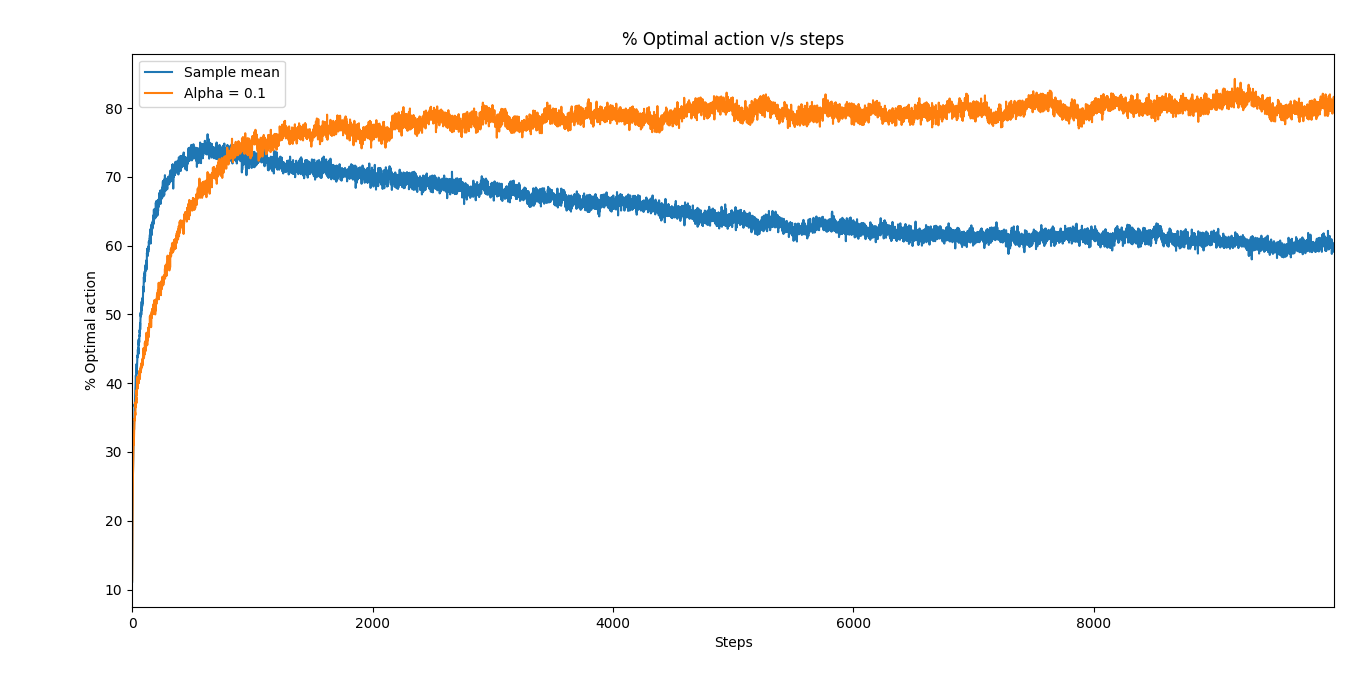 % Optimal action v/s steps
Sample mean
Alpha = 0.1
80
70
60
50
40
30
20
10
% Optimal action
0 2000 4000 6000 8000
Steps